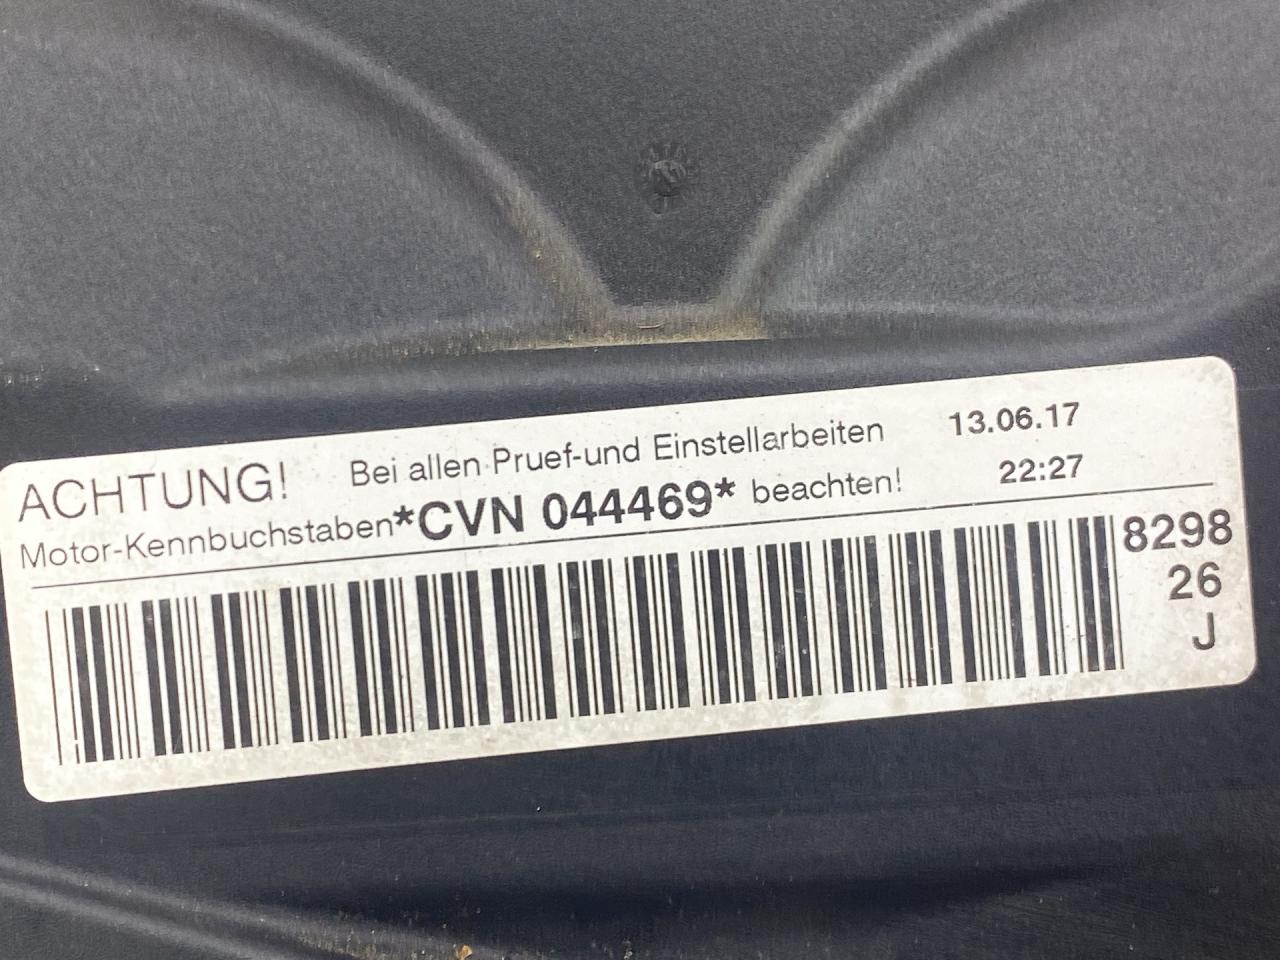 ACHTUNG! Bei allen Pruef-und Einstellarbeiten 13.06.17
Motor-Kennbuchstaben*CVN 044469* beachten! 22:27
8298
26
J